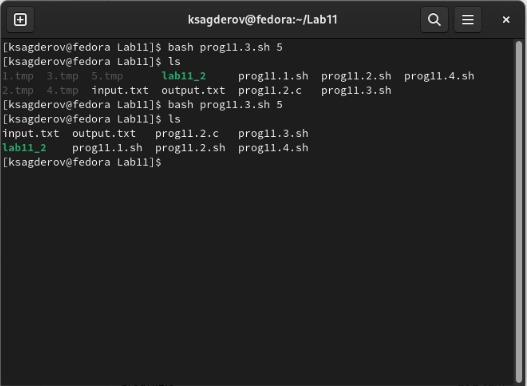 ksagderov@fedora:~/Lab11
[ksagderov@fedora Lab11]$ bash prog11.3.sh 5
[ksagderov@fedora Lab11]$ ls
1.tmp 3.tmp 5.tmp lab11_2 prog11.1.sh prog11.2.sh prog11.4.sh
2.tmp 4.tmp input.txt output.txt prog11.2.c prog11.3.sh
[ksagderov@fedora Lab11]$ bash prog11.3.sh 5
[ksagderov@fedora Lab11]$ ls
input.txt output.txt prog11.2.c prog11.3.sh
lab11_2 prog11.1.sh prog11.2.sh prog11.4.sh
[ksagderov@fedora Lab11]$